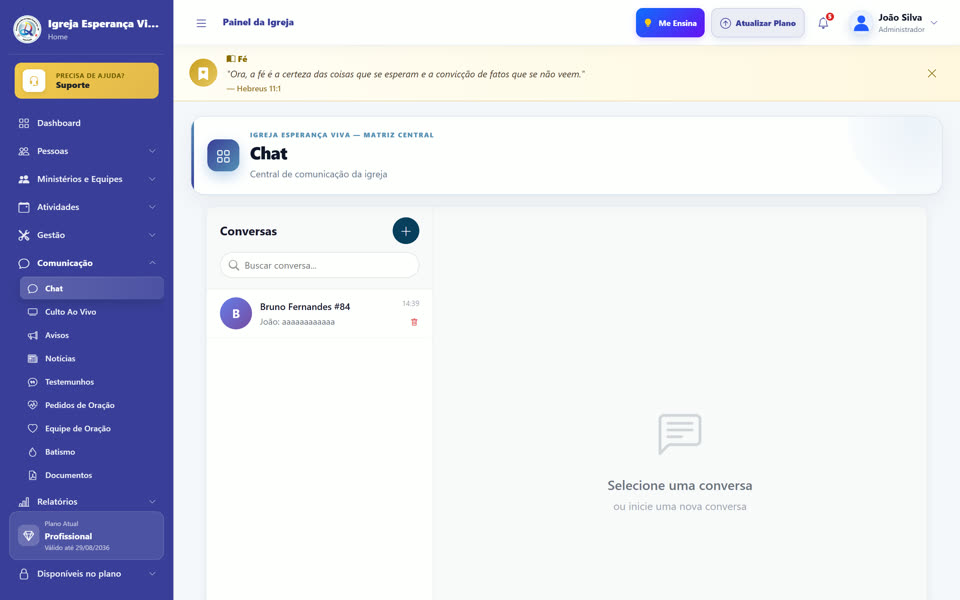 Igreja Esperança Vi...
Home
PRECISA DE AJUDA?
Suporte
Dashboard
Pessoas
Ministérios e Equipes
Atividades
Gestão
Comunicação
Chat
Culto Ao Vivo
Avisos
Notícias
Testemunhos
Pedidos de Oração
Equipe de Oração
Batismo
Documentos
Relatórios
Plano Atual
Profissional
Válido até 29/08/2036
Disponíveis no plano
Painel da Igreja
Me Ensina
Atualizar Plano
João Silva
Administrador
Fé
"Ora, a fé é a certeza das coisas que se esperam e a convicção de fatos que se não veem."
— Hebreus 11:1
IGREJA ESPERANÇA VIVA — MATRIZ CENTRAL
Chat
Central de comunicação da igreja
Conversas
Buscar conversa...
B
Bruno Fernandes #84
14:39
João: aaaaaaaaaaaa
Selecione uma conversa
ou inicie uma nova conversa